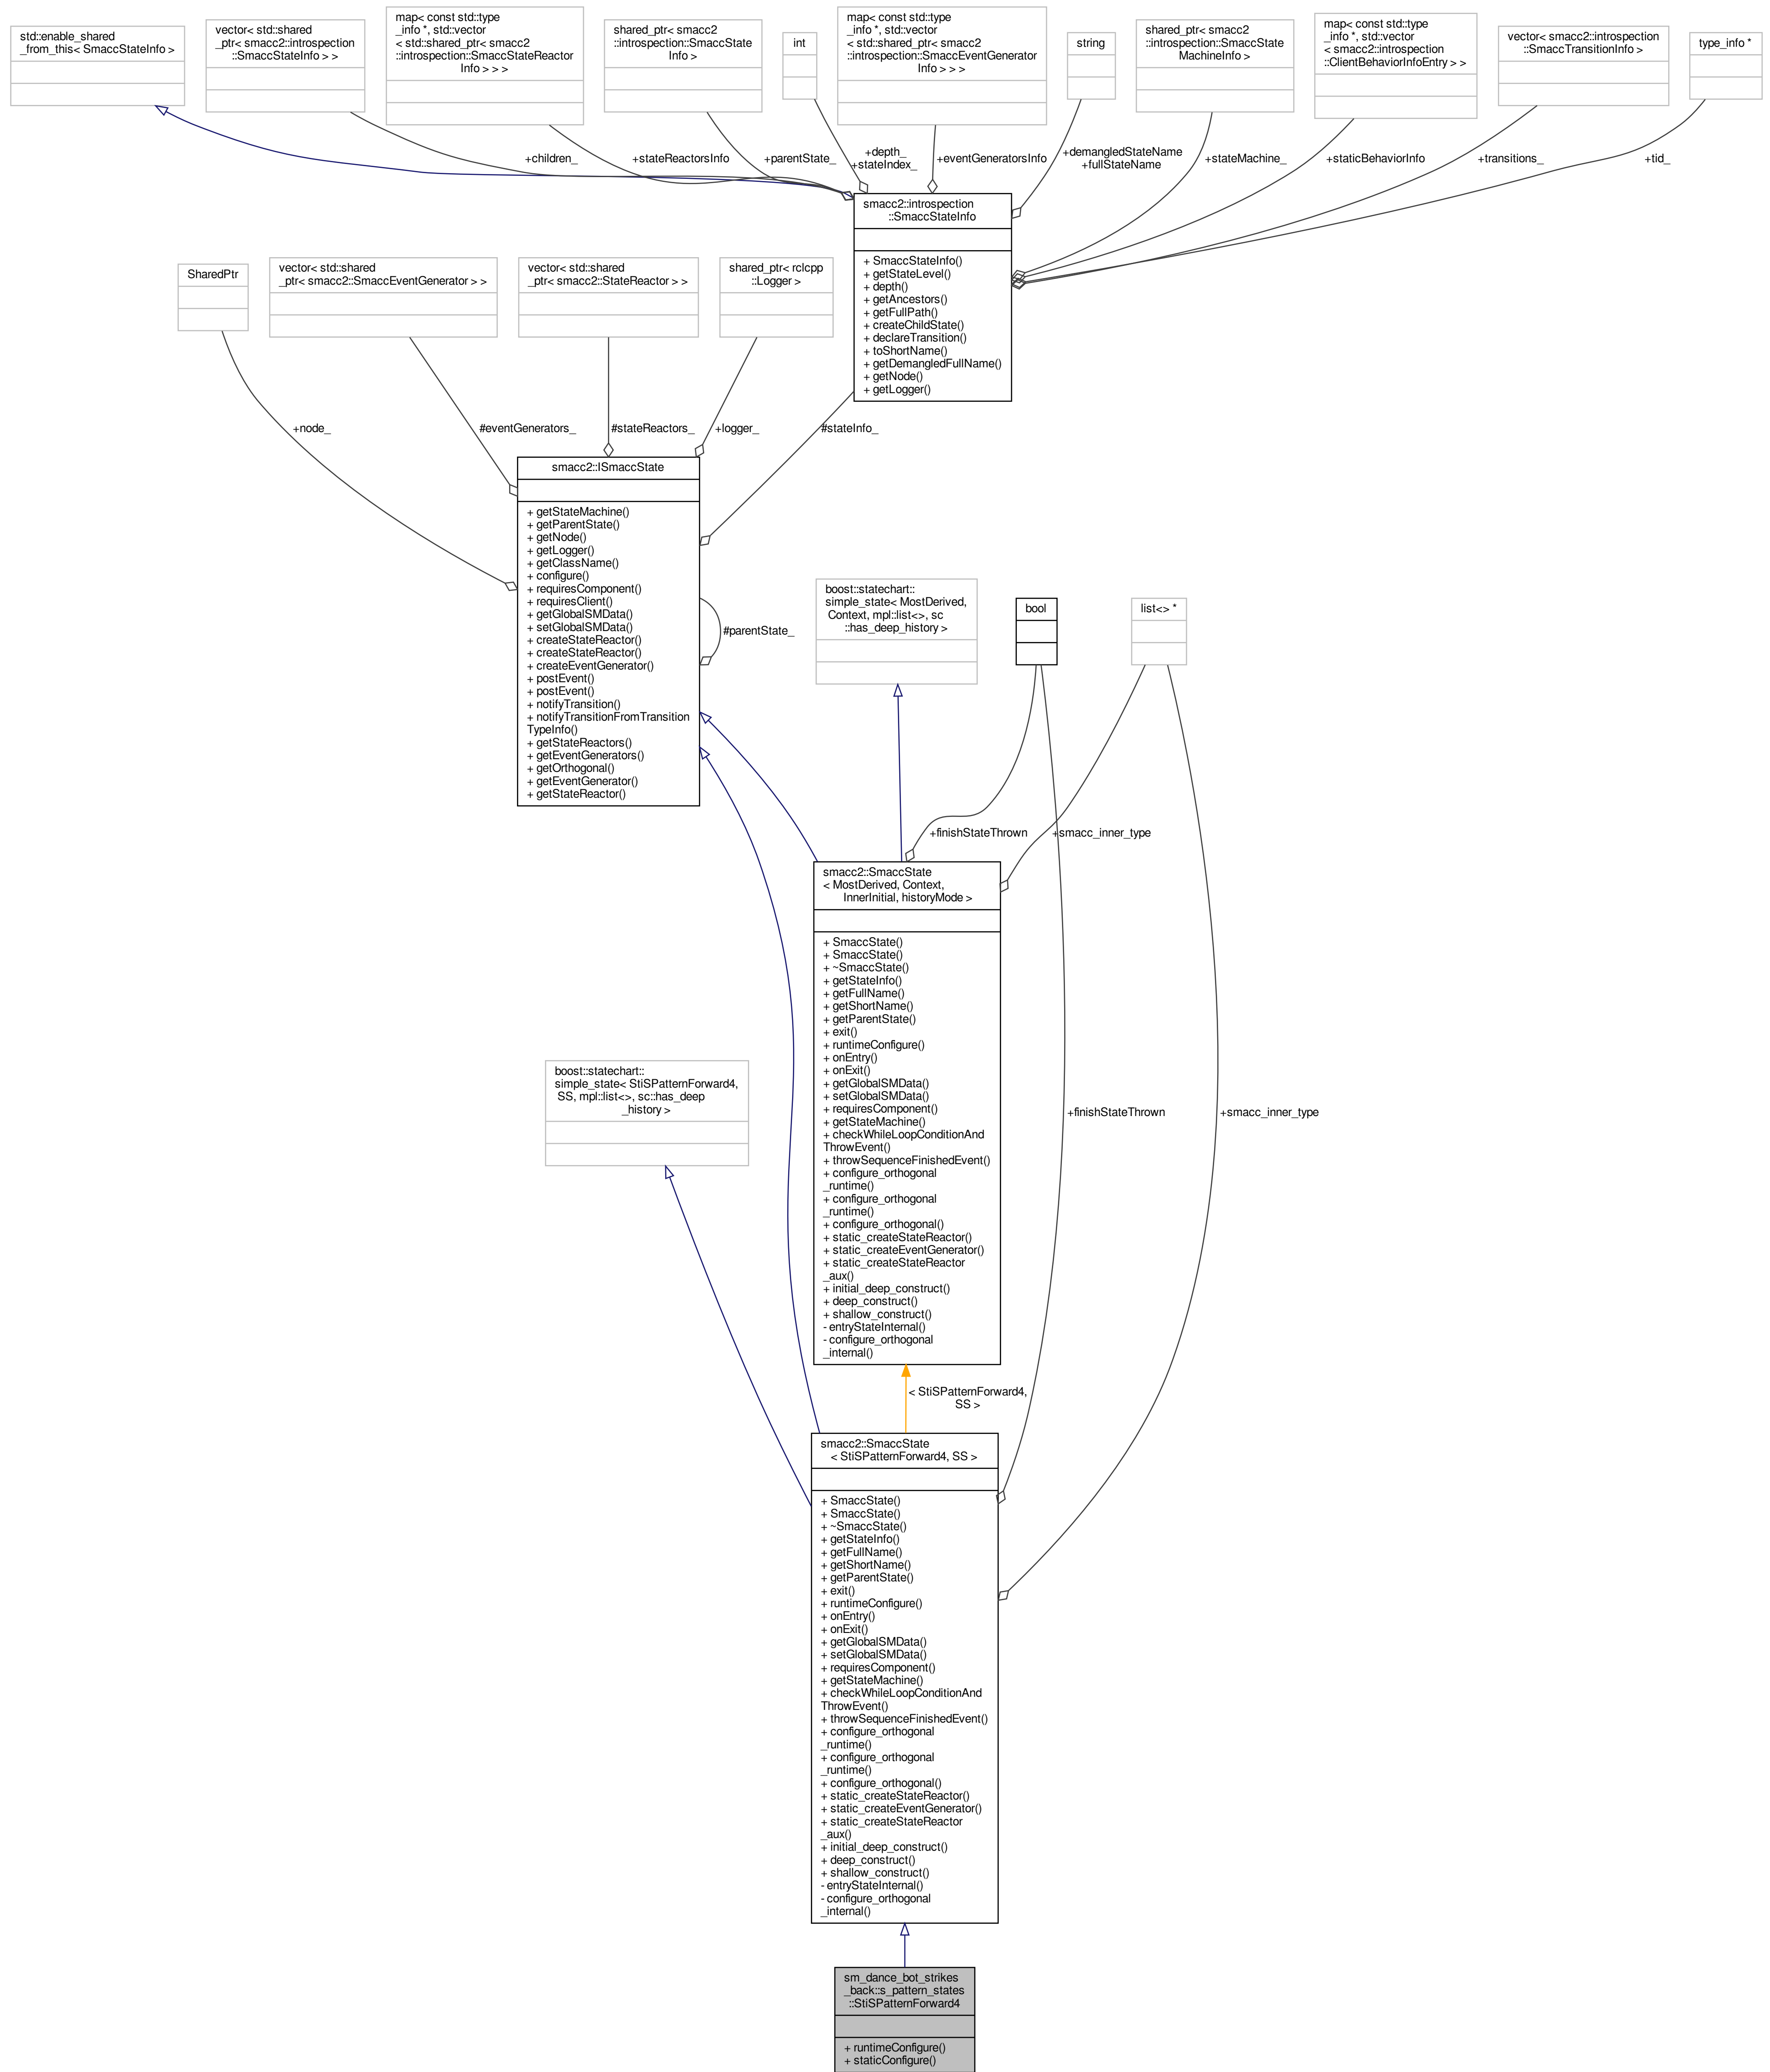 std::enable_shared
_from_this< SmaccStateInfo >
vector< std::shared
_ptr< smacc2::introspection
::SmaccStateInfo > >
map< const std::type
_info *, std::vector
< std::shared_ptr< smacc2
::introspection::SmaccStateReactor
Info > > >
shared_ptr< smacc2
::introspection::SmaccState
Info >
int
map< const std::type
_info *, std::vector
< std::shared_ptr< smacc2
::introspection::SmaccEventGenerator
Info > > >
string
shared_ptr< smacc2
::introspection::SmaccState
MachineInfo >
map< const std::type
_info *, std::vector
< smacc2::introspection
::ClientBehaviorInfoEntry > >
vector< smacc2::introspection
::SmaccTransitionInfo >
type_info *
+children_
+stateReactorsInfo
+parentState_
+depth_
+stateIndex_
+eventGeneratorsInfo
+demangledStateName
+fullStateName
+stateMachine_
+staticBehaviorInfo
+transitions_
+tid_
smacc2::introspection
::SmaccStateInfo
+ SmaccStateInfo()
+ getStateLevel()
+ depth()
+ getAncestors()
+ getFullPath()
+ createChildState()
+ declareTransition()
+ toShortName()
+ getDemangledFullName()
+ getNode()
+ getLogger()
SharedPtr
vector< std::shared
_ptr< smacc2::SmaccEventGenerator > >
vector< std::shared
_ptr< smacc2::StateReactor > >
shared_ptr< rclcpp
::Logger >
+node_
#eventGenerators_
#stateReactors_
+logger_
#stateInfo_
smacc2::ISmaccState
+ getStateMachine()
+ getParentState()
+ getNode()
+ getLogger()
+ getClassName()
+ configure()
+ requiresComponent()
+ requiresClient()
+ getGlobalSMData()
+ setGlobalSMData()
+ createStateReactor()
+ createStateReactor()
+ createEventGenerator()
+ postEvent()
+ postEvent()
+ notifyTransition()
+ notifyTransitionFromTransition
TypeInfo()
+ getStateReactors()
+ getEventGenerators()
+ getOrthogonal()
+ getEventGenerator()
+ getStateReactor()
#parentState_
boost::statechart::
simple_state< MostDerived,
Context, mpl::list<>, sc
::has_deep_history >
bool
list<> *
+finishStateThrown
+smacc_inner_type
smacc2::SmaccState
< MostDerived, Context,
InnerInitial, historyMode >
+ SmaccState()
+ SmaccState()
+ ~SmaccState()
+ getStateInfo()
+ getFullName()
+ getShortName()
+ getParentState()
+ exit()
+ runtimeConfigure()
+ onEntry()
+ onExit()
+ getGlobalSMData()
+ setGlobalSMData()
+ requiresComponent()
+ getStateMachine()
+ checkWhileLoopConditionAnd
ThrowEvent()
+ throwSequenceFinishedEvent()
+ configure_orthogonal
_runtime()
+ configure_orthogonal
_runtime()
+ configure_orthogonal()
+ static_createStateReactor()
+ static_createEventGenerator()
+ static_createStateReactor
_aux()
+ initial_deep_construct()
+ deep_construct()
+ shallow_construct()
- entryStateInternal()
- configure_orthogonal
_internal()
boost::statechart::
simple_state< StiSPatternForward4,
SS, mpl::list<>, sc::has_deep
_history >
+finishStateThrown
+smacc_inner_type
< StiSPatternForward4,
SS >
smacc2::SmaccState
< StiSPatternForward4, SS >
+ SmaccState()
+ SmaccState()
+ ~SmaccState()
+ getStateInfo()
+ getFullName()
+ getShortName()
+ getParentState()
+ exit()
+ runtimeConfigure()
+ onEntry()
+ onExit()
+ getGlobalSMData()
+ setGlobalSMData()
+ requiresComponent()
+ getStateMachine()
+ checkWhileLoopConditionAnd
ThrowEvent()
+ throwSequenceFinishedEvent()
+ configure_orthogonal
_runtime()
+ configure_orthogonal
_runtime()
+ configure_orthogonal()
+ static_createStateReactor()
+ static_createEventGenerator()
+ static_createStateReactor
_aux()
+ initial_deep_construct()
+ deep_construct()
+ shallow_construct()
- entryStateInternal()
- configure_orthogonal
_internal()
sm_dance_bot_strikes
_back::s_pattern_states
::StiSPatternForward4
+ runtimeConfigure()
+ staticConfigure()